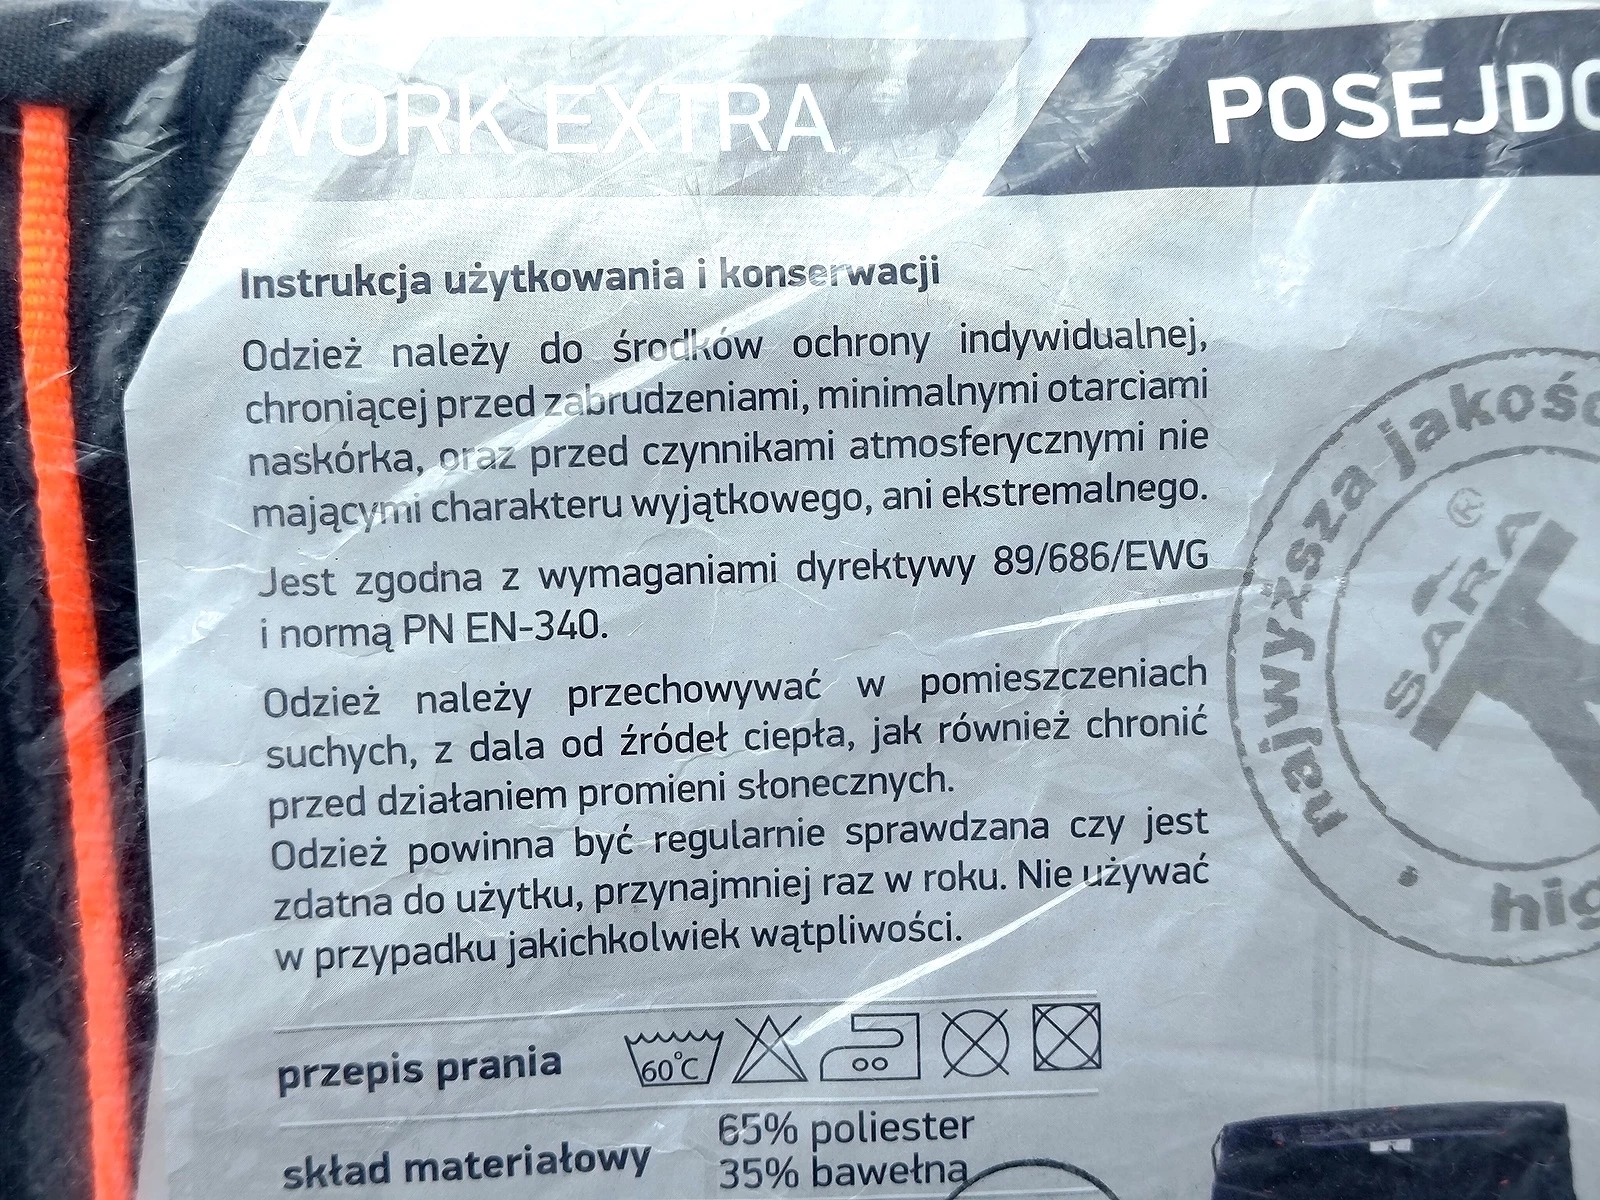 WORK EXTRA
POSEJDO
Instrukcja użytkowania i konserwacji
Odzież należy do środków ochrony indywidualnej,
chroniącej przed zabrudzeniami, minimalnymi otarciami
naskórka, oraz przed czynnikami atmosferycznymi nie
mającymi charakteru wyjątkowego, ani ekstremalnego.
Jest zgodna z wymaganiami dyrektywy 89/686/EWG
i normą PN EN-340.
Odzież należy przechowywać w pomieszczeniach
suchych, z dala od źródeł ciepła, jak również chronić
przed działaniem promieni słonecznych.
Odzież powinna być regularnie sprawdzana czy jest
zdatna do użytku, przynajmniej raz w roku. Nie używać
w przypadku jakichkolwiek wątpliwości.
przepis prania
60°C
skład materiałowy
65% poliester
35% bawełna
najwyższa jakość
SARA ®
hig